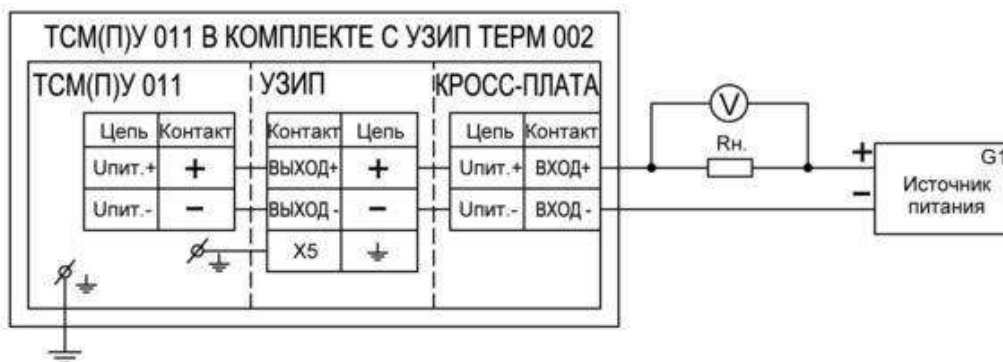 ТСМ(П)У 011 В КОМПЛЕКТЕ С УЗИП ТЕРМ 002
ТСМ(П)У 011 УЗИП КРОСС-ПЛАТА
Цепь Контакт Контакт Цепь Цепь Контакт
Uпит.+ + ВЫХОД+ + Uпит.+ ВХОД+
Uпит.- − ВЫХОД - − Uпит.- ВХОД -
X5
V
Rн.
+
−
G1
Источник
питания